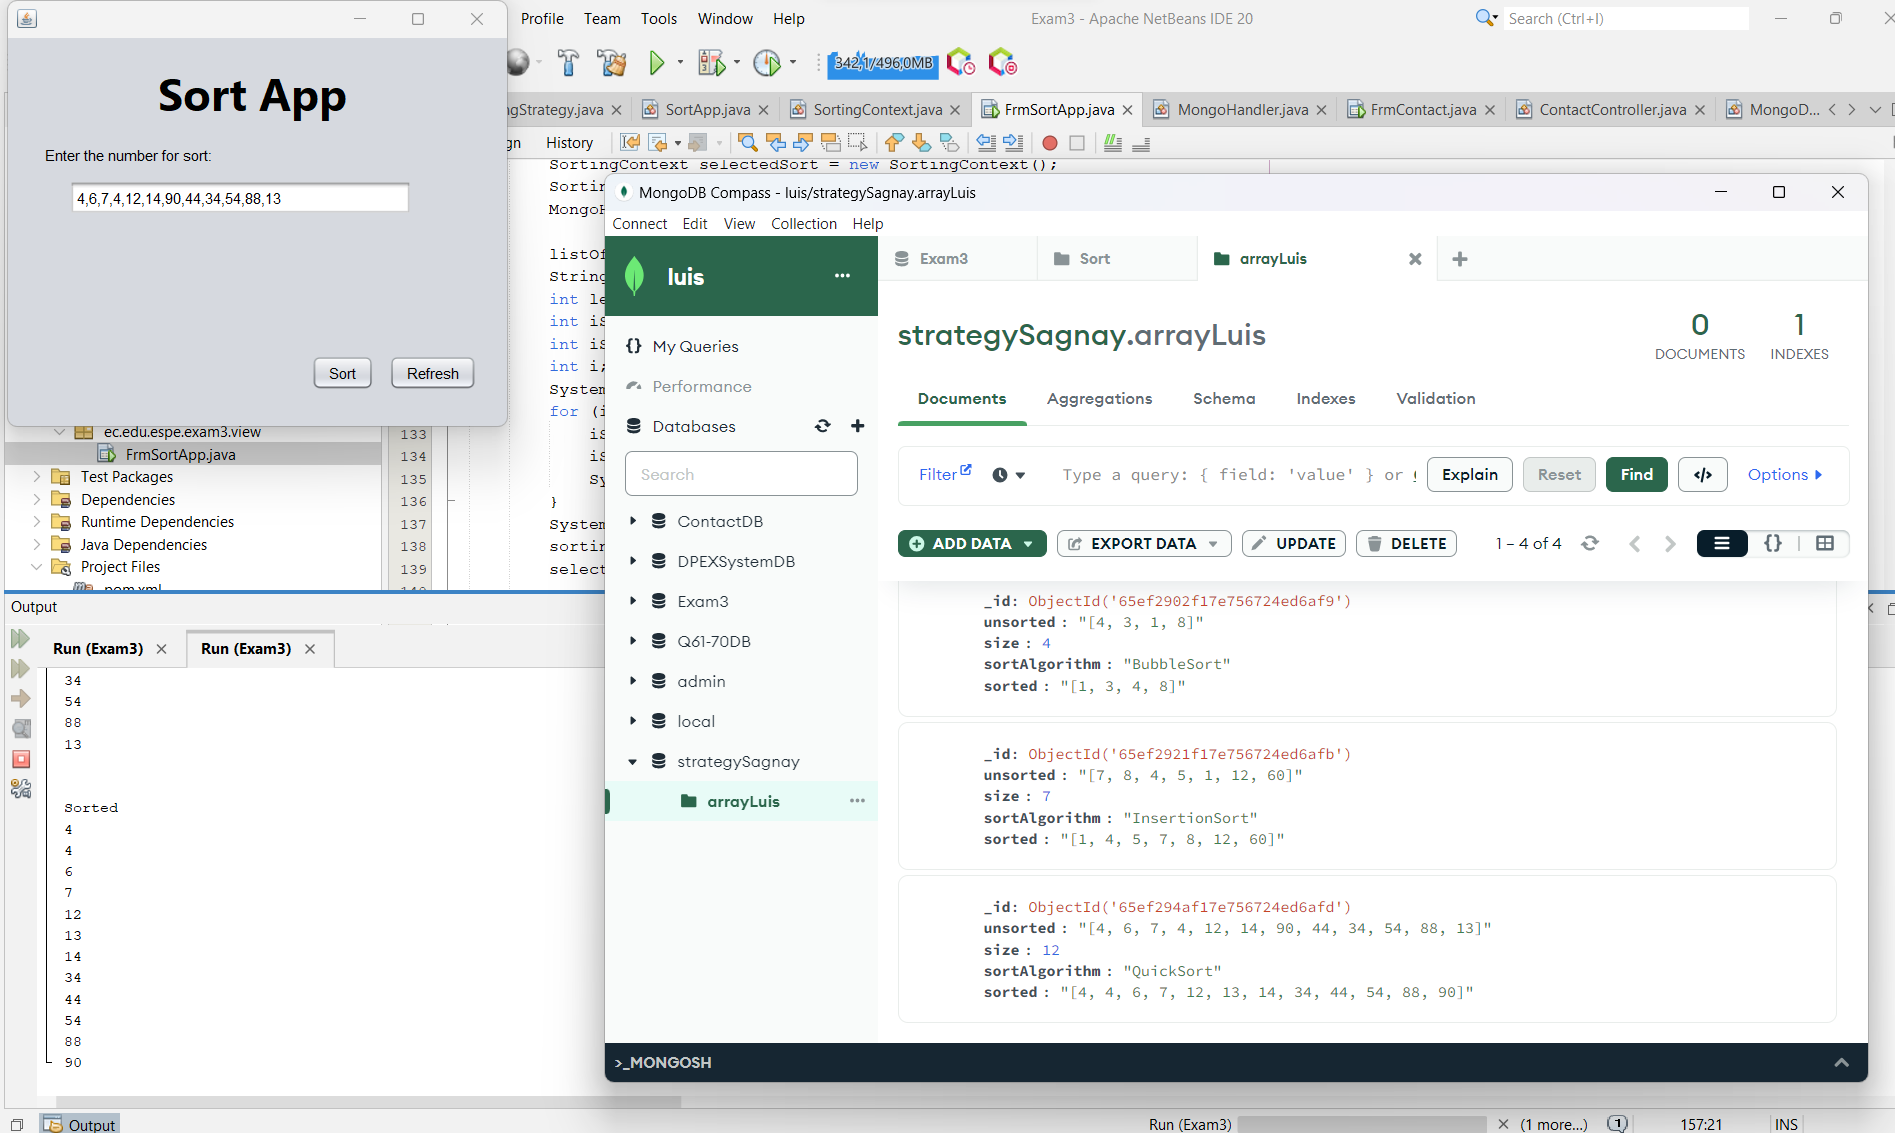 Profile Team Tools Window Help
Exam3 - Apache NetBeans IDE 20
Search (Ctrl+I)
342,1/496,0MB
Sort App
Enter the number for sort:
4,6,7,4,12,14,90,44,34,54,88,13
Sort Refresh
ngStrategy.java SortApp.java SortingContext.java FrmSortApp.java MongoHandler.java FrmContact.java ContactController.java MongoD...
gn History
SortingContext selectedSort = new SortingContext();
Sortin
MongoH
listOf
String
int le
int iS
int iS
int i;
System
for (i
iS
iS
Sy
}
System
sortin
select
133
134
135
136
137
138
139
140
ec.edu.espe.exam3.view
FrmSortApp.java
Test Packages
Dependencies
Runtime Dependencies
Java Dependencies
Project Files
pom.xml
Output
Run (Exam3) Run (Exam3)
34
54
88
13
Sorted
4
4
6
7
12
13
14
34
44
54
88
90
MongoDB Compass - luis/strategySagnay.arrayLuis
Connect Edit View Collection Help
luis
My Queries
Performance
Databases
Search
ContactDB
DPEXSystemDB
Exam3
Q61-70DB
admin
local
strategySagnay
arrayLuis
Exam3 Sort arrayLuis
strategySagnay.arrayLuis
0
DOCUMENTS
1
INDEXES
Documents Aggregations Schema Indexes Validation
Filter Type a query: { field: 'value' } or Explain Reset Find </> Options
ADD DATA EXPORT DATA UPDATE DELETE 1 – 4 of 4 {}
_id: ObjectId('65ef2902f17e756724ed6af9')
unsorted : "[4, 3, 1, 8]"
size : 4
sortAlgorithm : "BubbleSort"
sorted : "[1, 3, 4, 8]"
_id: ObjectId('65ef2921f17e756724ed6afb')
unsorted : "[7, 8, 4, 5, 1, 12, 60]"
size : 7
sortAlgorithm : "InsertionSort"
sorted : "[1, 4, 5, 7, 8, 12, 60]"
_id: ObjectId('65ef294af17e756724ed6afd')
unsorted : "[4, 6, 7, 4, 12, 14, 90, 44, 34, 54, 88, 13]"
size : 12
sortAlgorithm : "QuickSort"
sorted : "[4, 4, 6, 7, 12, 13, 14, 34, 44, 54, 88, 90]"
>_MONGOSH
Output
Run (Exam3) (1 more...) 1 157:21 INS